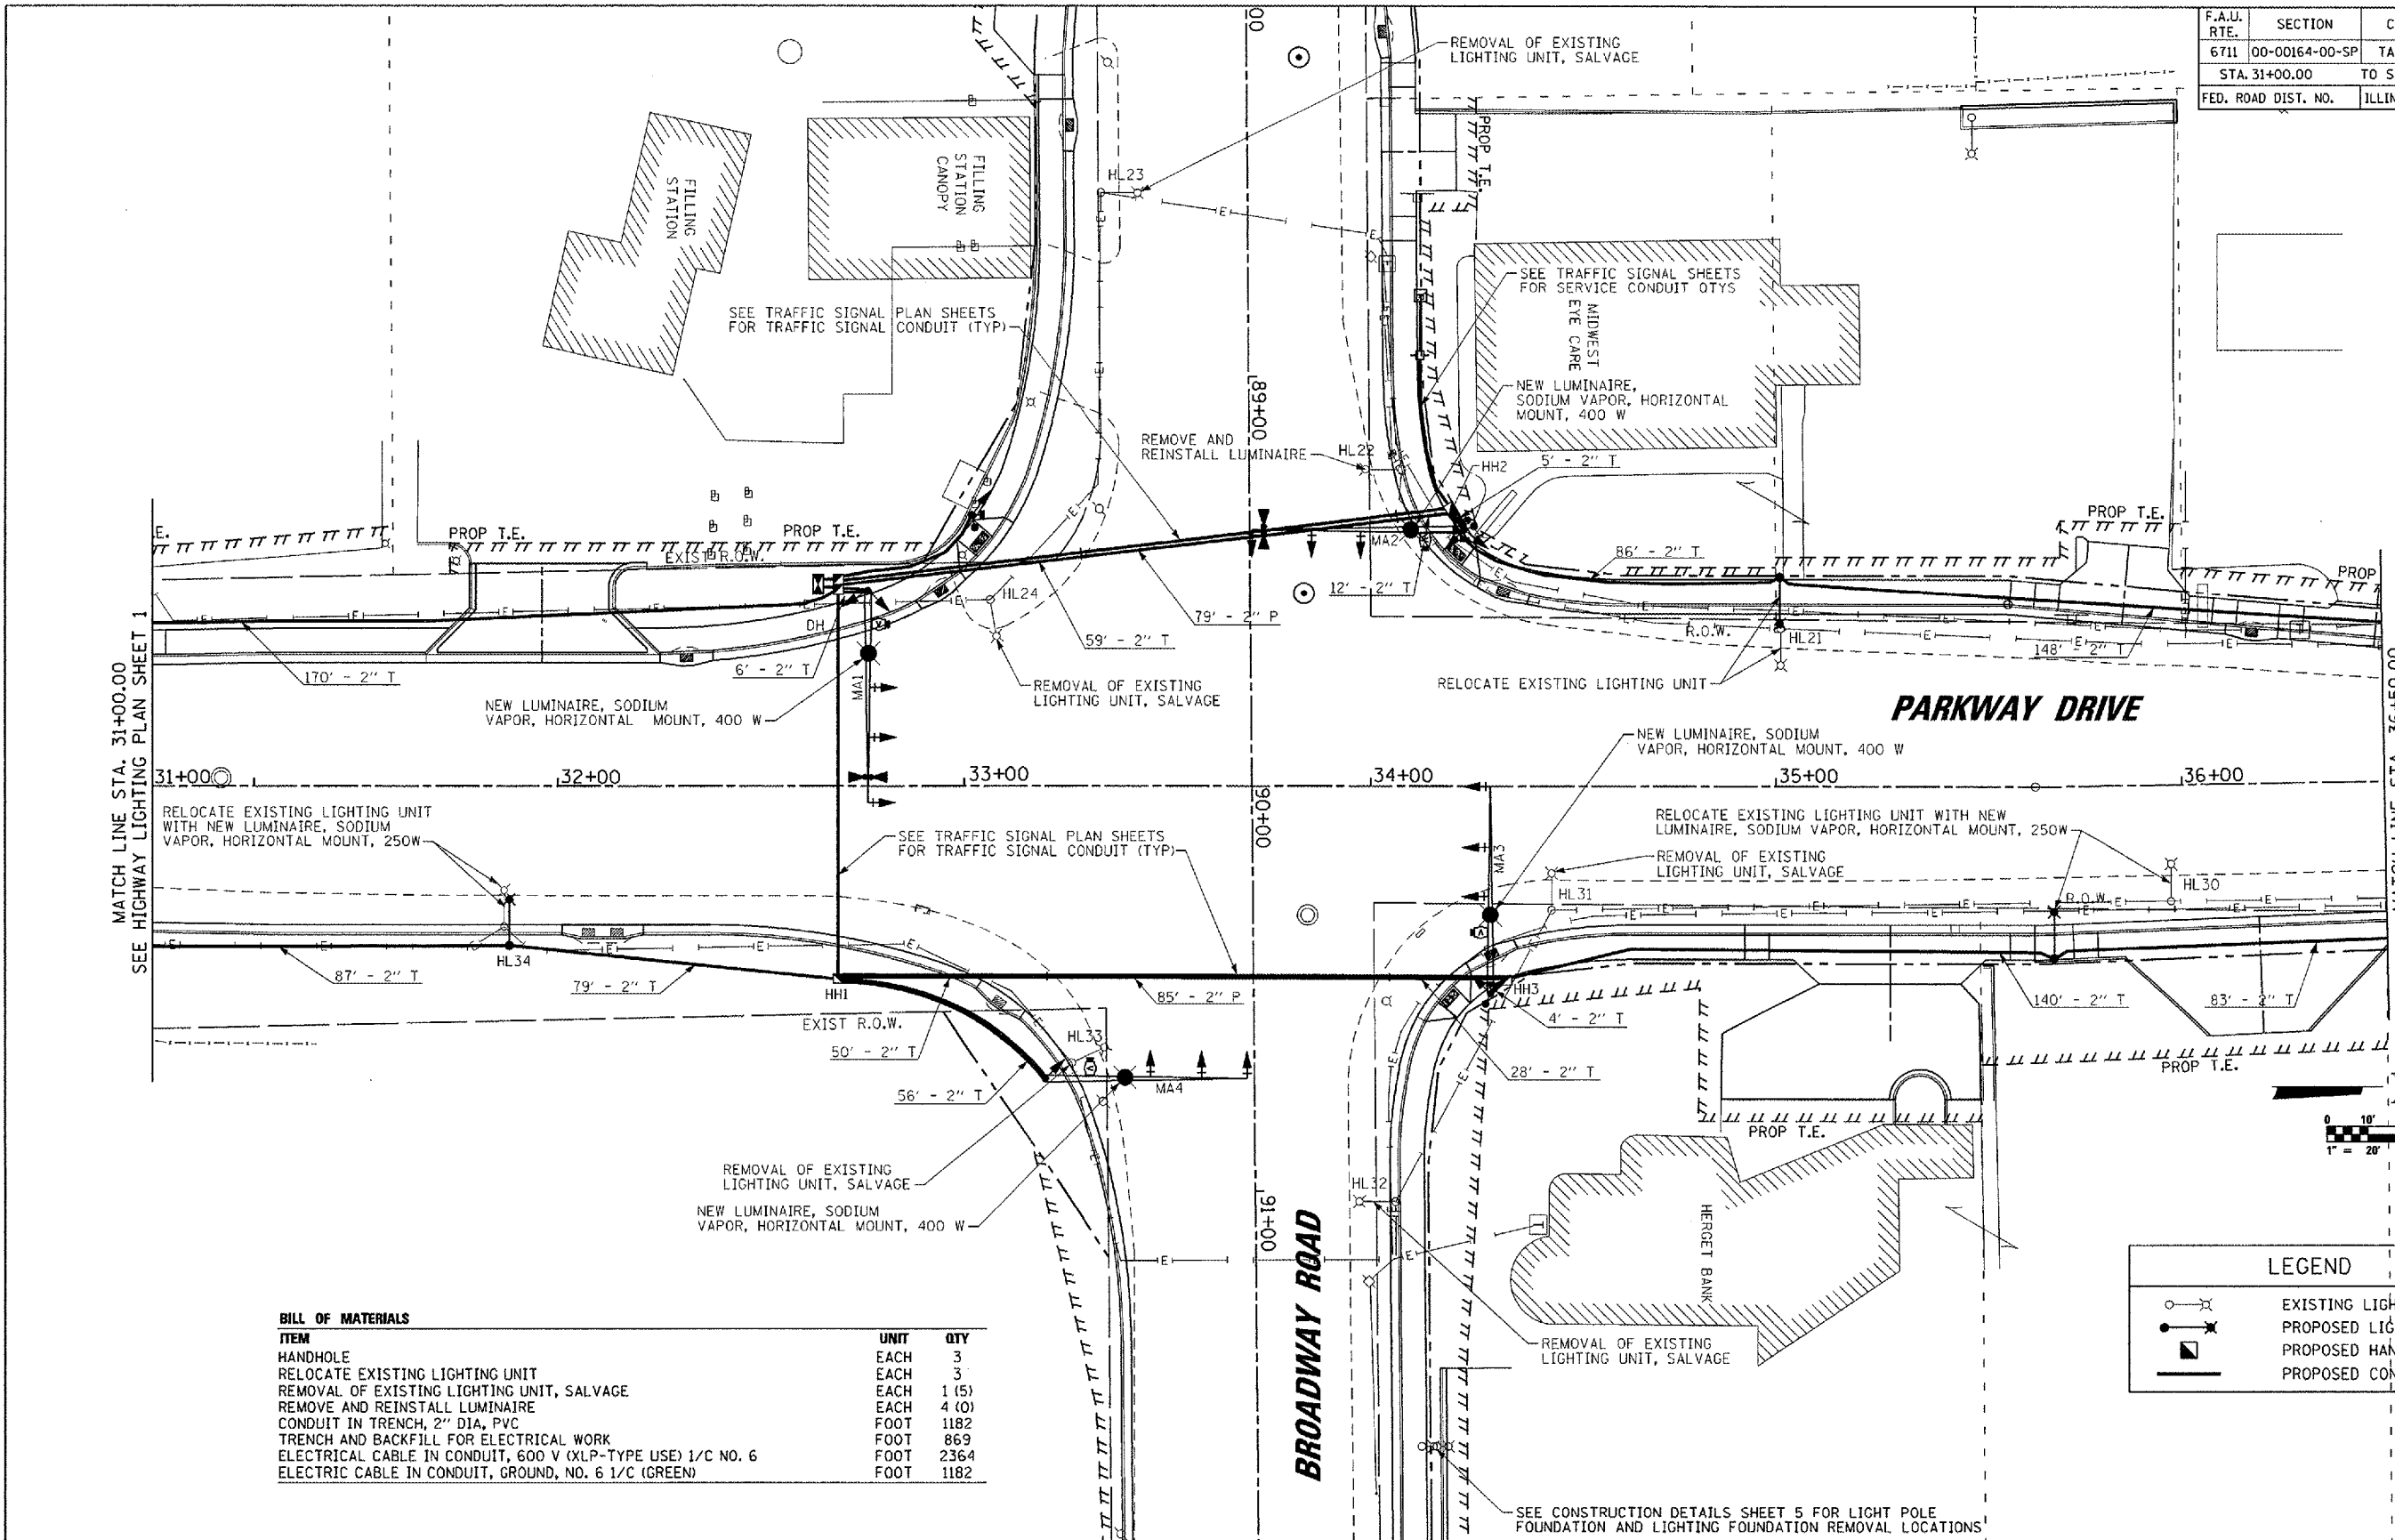 F.A.U. RTE. SECTION
6711 00-00164-00-SP
STA. 31+00.00
FED. ROAD DIST. NO.
REMOVAL OF EXISTING
LIGHTING UNIT, SALVAGE
PROP T.E.
HL23
FILLING
STATION
FILLING
STATION
CANOPY
SEE TRAFFIC SIGNAL SHEETS
FOR SERVICE CONDUIT QTYS
MIDWEST
EYE CARE
SEE TRAFFIC SIGNAL PLAN SHEETS
FOR TRAFFIC SIGNAL CONDUIT (TYP)
NEW LUMINAIRE,
SODIUM VAPOR, HORIZONTAL
MOUNT, 400 W
89+00
REMOVE AND
REINSTALL LUMINAIRE
HL22
HH2
5' - 2" T
PROP T.E.
PROP T.E.
PROP T.E.
EXIST R.O.W.
MA2
86' - 2" T
PROP
12' - 2" T
HL24
DH
79' - 2" P
59' - 2" T
R.O.W.
HL21
148' - 2" T
6' - 2" T
170' - 2" T
MA1
REMOVAL OF EXISTING
LIGHTING UNIT, SALVAGE
RELOCATE EXISTING LIGHTING UNIT
NEW LUMINAIRE, SODIUM
VAPOR, HORIZONTAL MOUNT, 400 W
PARKWAY DRIVE
MATCH LINE STA. 31+00.00
SEE HIGHWAY LIGHTING PLAN SHEET 1
NEW LUMINAIRE, SODIUM
VAPOR, HORIZONTAL MOUNT, 400 W
31+00
32+00
33+00
34+00
35+00
36+00
90+00
RELOCATE EXISTING LIGHTING UNIT
WITH NEW LUMINAIRE, SODIUM
VAPOR, HORIZONTAL MOUNT, 250W
SEE TRAFFIC SIGNAL PLAN SHEETS
FOR TRAFFIC SIGNAL CONDUIT (TYP)
RELOCATE EXISTING LIGHTING UNIT WITH NEW
LUMINAIRE, SODIUM VAPOR, HORIZONTAL MOUNT, 250W
MA3
REMOVAL OF EXISTING
LIGHTING UNIT, SALVAGE
HL31
HL30
R.O.W.
HL34
87' - 2" T
79' - 2" T
HH1
85' - 2" P
HH3
4' - 2" T
140' - 2" T
83' - 2" T
EXIST R.O.W.
50' - 2" T
HL33
28' - 2" T
56' - 2" T
MA4
PROP T.E.
PROP T.E.
0 10'
1" = 20'
REMOVAL OF EXISTING
LIGHTING UNIT, SALVAGE
NEW LUMINAIRE, SODIUM
VAPOR, HORIZONTAL MOUNT, 400 W
HL32
91+00
BROADWAY ROAD
HERGET BANK
REMOVAL OF EXISTING
LIGHTING UNIT, SALVAGE
LEGEND
EXISTING
PROPOSED
PROPOSED
PROPOSED
BILL OF MATERIALS
ITEM UNIT QTY
HANDHOLE EACH 3
RELOCATE EXISTING LIGHTING UNIT EACH 3
REMOVAL OF EXISTING LIGHTING UNIT, SALVAGE EACH 1 (5)
REMOVE AND REINSTALL LUMINAIRE EACH 4 (0)
CONDUIT IN TRENCH, 2" DIA, PVC FOOT 1182
TRENCH AND BACKFILL FOR ELECTRICAL WORK FOOT 869
ELECTRICAL CABLE IN CONDUIT, 600 V (XLP-TYPE USE) 1/C NO. 6 FOOT 2364
ELECTRIC CABLE IN CONDUIT, GROUND, NO. 6 1/C (GREEN) FOOT 1182
SEE CONSTRUCTION DETAILS SHEET 5 FOR LIGHT POLE
FOUNDATION AND LIGHTING FOUNDATION REMOVAL LOCATIONS